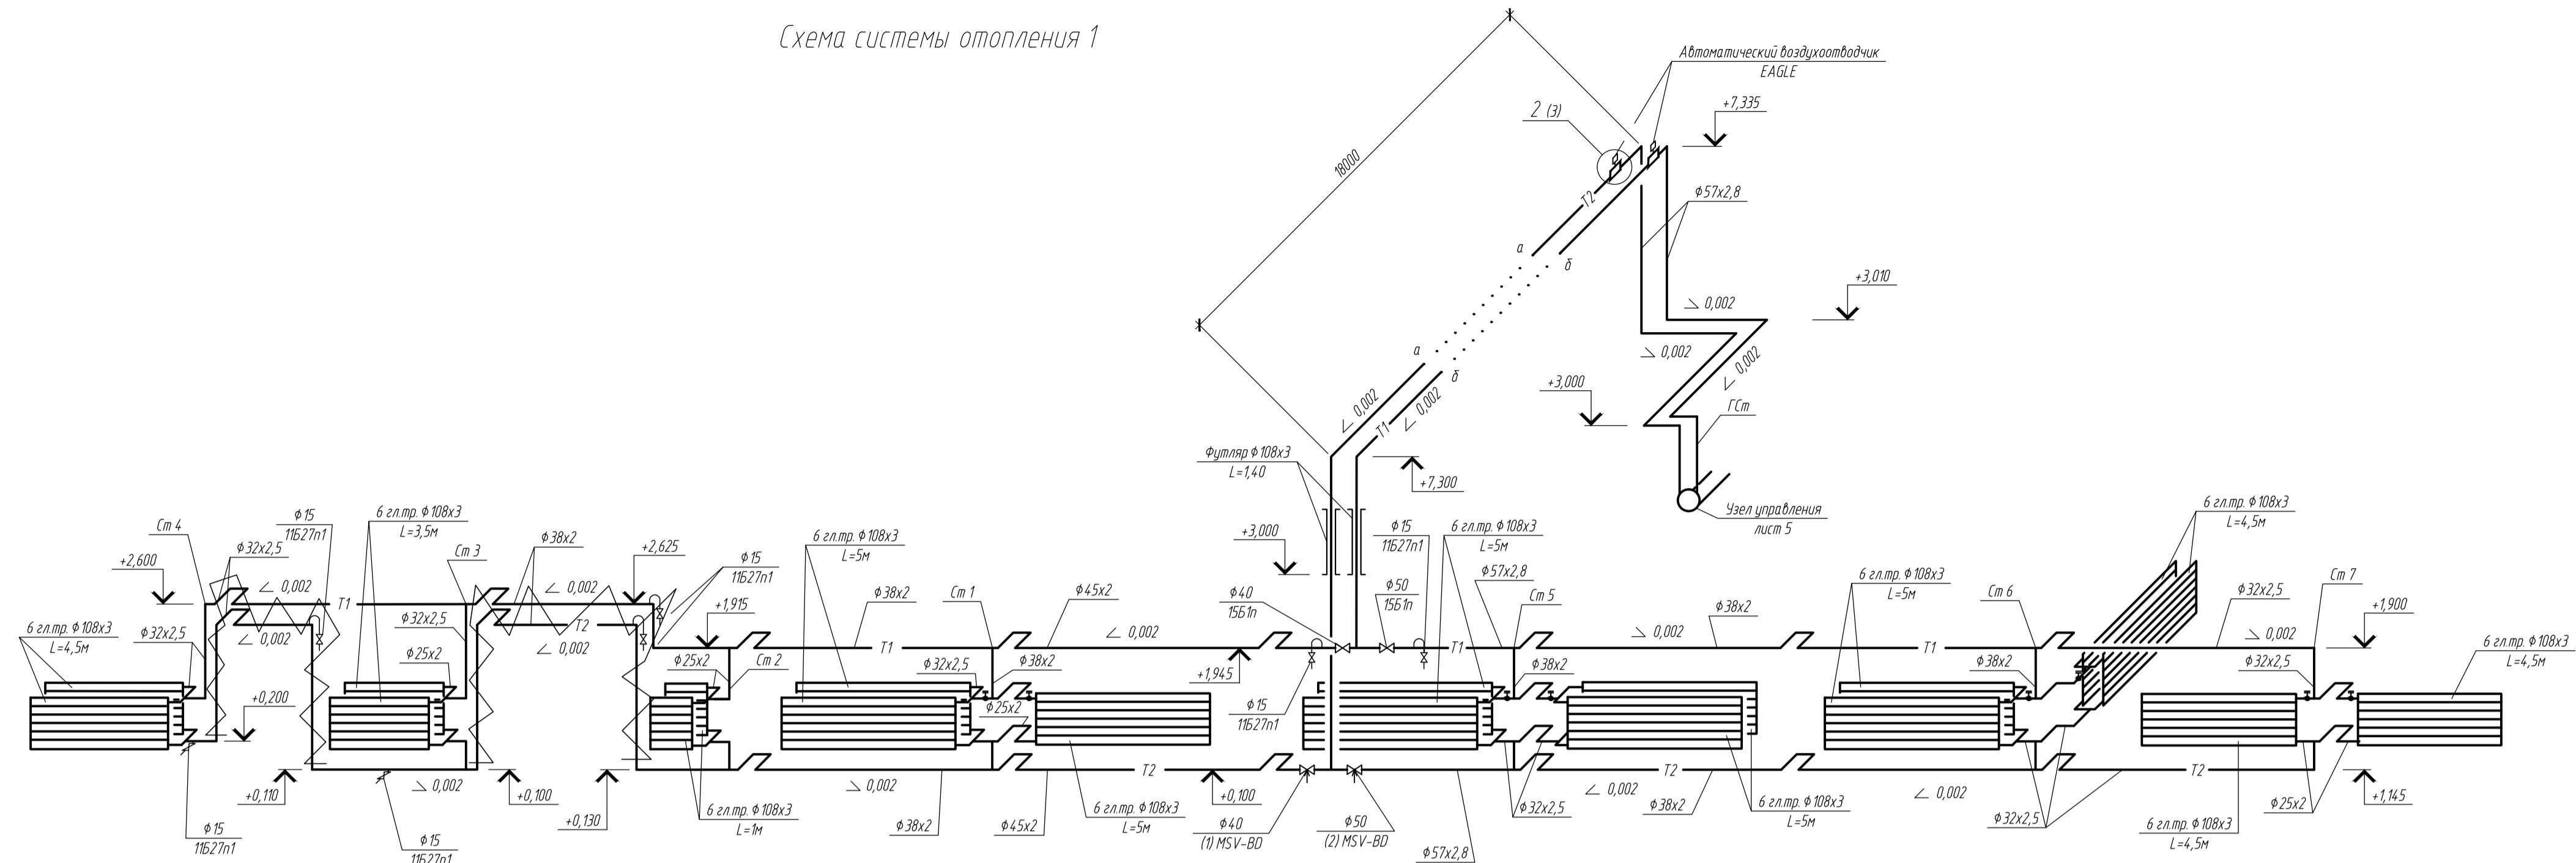 Схема системы отопления 1
Автоматический воздухоотводчик
EAGLE
2 (3)
+7,335
18000
Т2
ф57х2,8
а
б
+3,010
0,002
0,002
0,002
а
б
+3,000
ГСт
0,002
0,002
Т1
Футляр ф108х3
L=1,40
+7,300
Узел управления
лист 5
6 гл.тр. ф108х3
L=4,5м
Ст 4
ф15
11Б27п1
6 гл.тр. ф108х3
L=3,5м
Ст 3
ф38х2
ф32х2,5
+2,600
+2,625
ф15
11Б27п1
6 гл.тр. ф108х3
L=5м
+3,000
ф15
11Б27п1
6 гл.тр. ф108х3
L=5м
ф57х2,8
0,002
0,002
Т1
Т2
+1,915
ф38х2
Ст 1
ф45х2
ф40
15Б1п
ф50
15Б1п
Ст 5
ф38х2
6 гл.тр. ф108х3
L=5м
Ст 6
ф32х2,5
Ст 7
+1,900
6 гл.тр. ф108х3
L=4,5м
ф32х2,5
0,002
ф32х2,5
0,002
0,002
0,002
0,002
Т1
Т1
Т1
6 гл.тр. ф108х3
L=4,5м
ф25х2
ф25х2
Ст 2
ф32х2,5
ф38х2
+1,945
ф38х2
ф38х2
ф32х2,5
+0,200
ф25х2
ф15
11Б27п1
Т2
Т2
Т2
+0,110
0,002
+0,100
+0,130
0,002
+0,100
0,002
0,002
+1,145
6 гл.тр. ф108х3
L=1м
6 гл.тр. ф108х3
L=5м
ф32х2,5
ф38х2
6 гл.тр. ф108х3
L=5м
ф32х2,5
ф25х2
ф15
11Б27п1
ф15
11Б27п1
ф38х2
ф45х2
ф40
(1) MSV-BD
ф50
(2) MSV-BD
ф57х2,8
6 гл.тр. ф108х3
L=4,5м